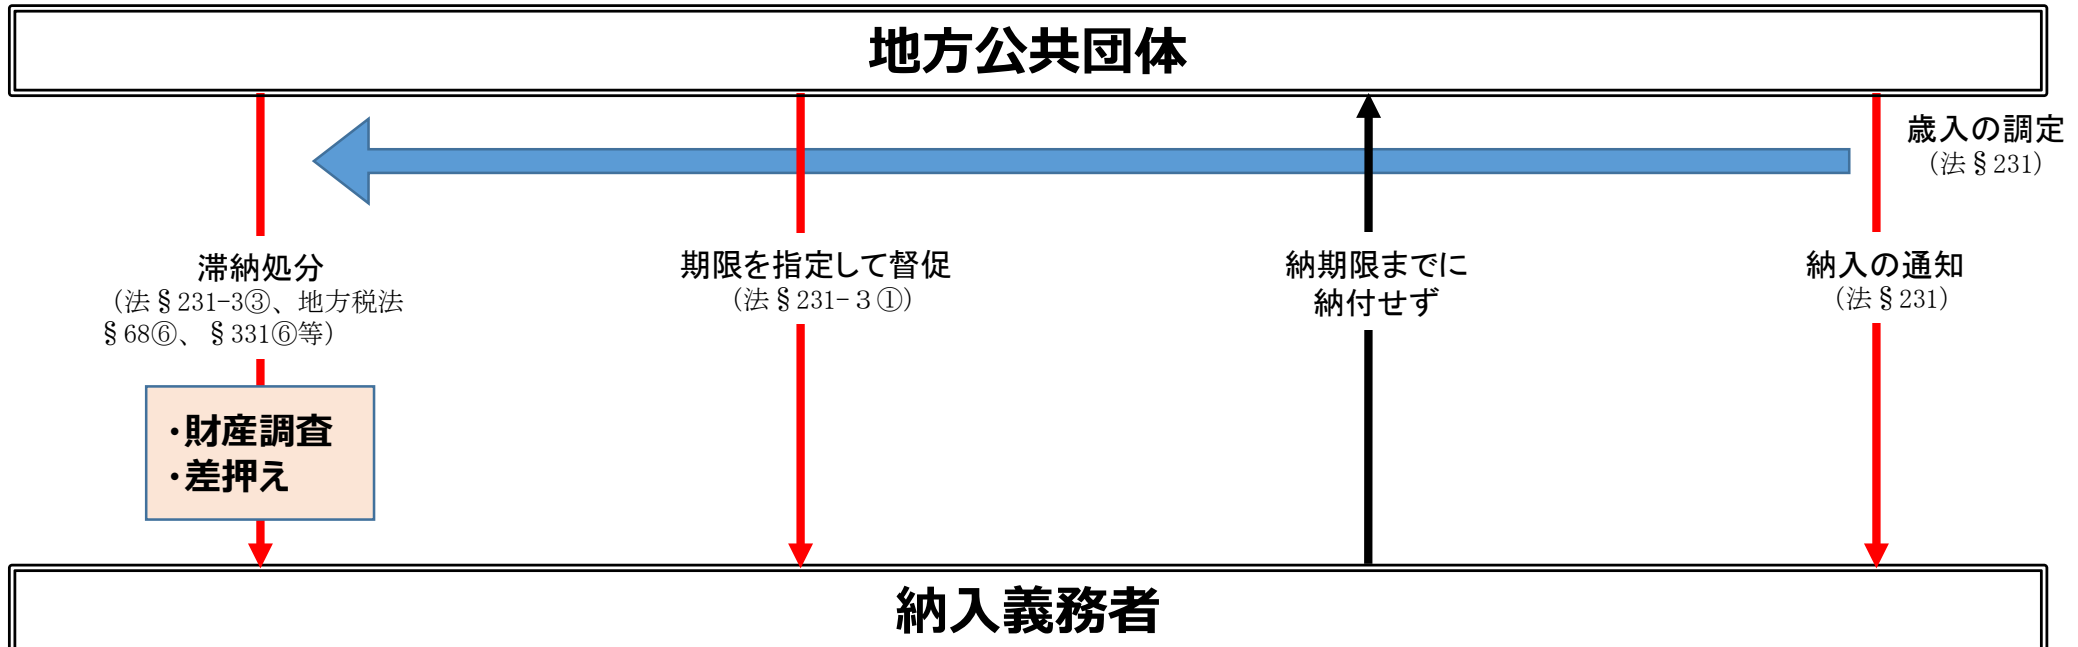 地方公共団体
歳入の調定
（法§231）
納入の通知
（法§231）
納期限までに
納付せず
期限を指定して督促
（法§231-３①）
滞納処分
（法§231-3③、地方税法
§68⑥、 §331⑥等）
・財産調査
・差押え
納入義務者